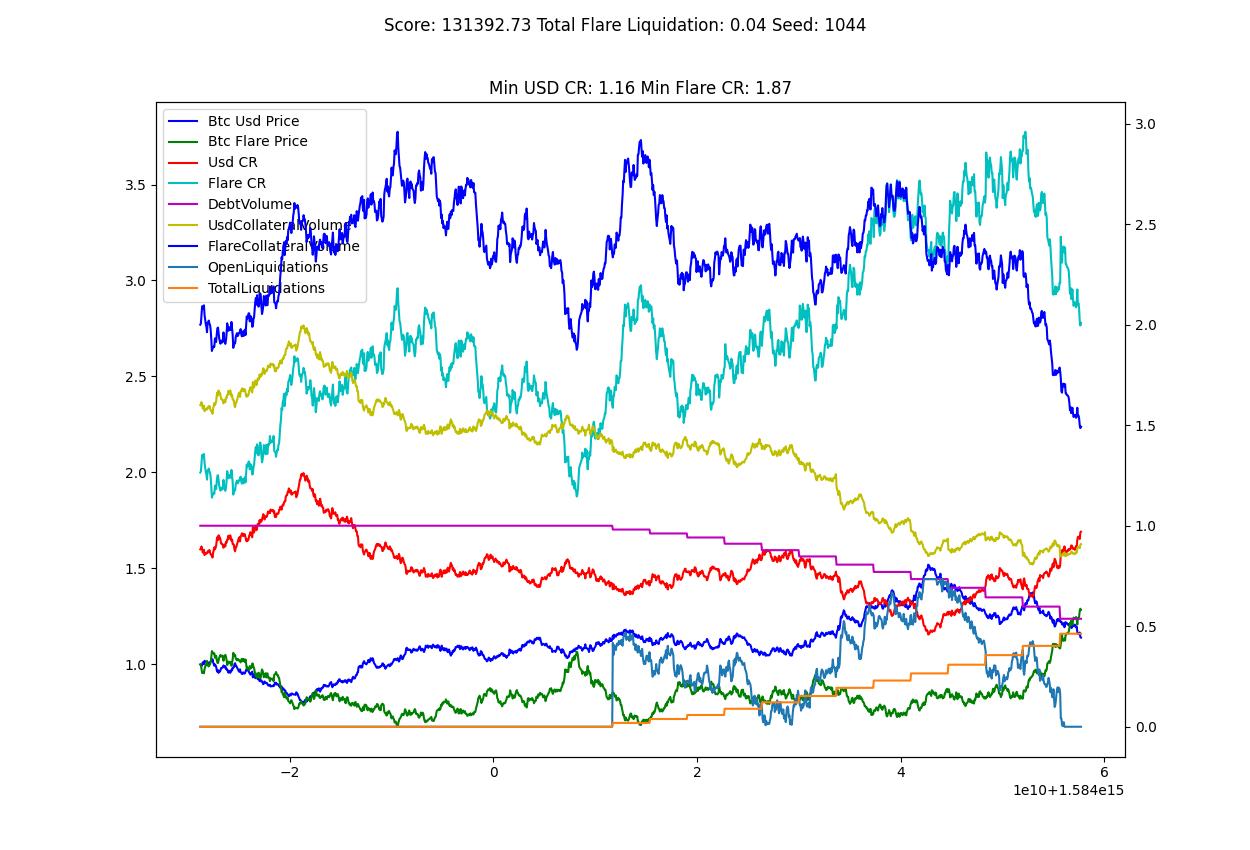 Score: 131392.73 Total Flare Liquidation: 0.04 Seed: 1044
Min USD CR: 1.16 Min Flare CR: 1.87
Btc Usd Price
Btc Flare Price
Usd CR
Flare CR
DebtVolume
UsdCollateralVolume
FlareCollateralVolume
OpenLiquidations
TotalLiquidations
3.5
3.0
2.5
2.0
1.5
1.0
3.0
2.5
2.0
1.5
1.0
0.5
0.0
−2 0 2 4 6
1e10+1.584e15